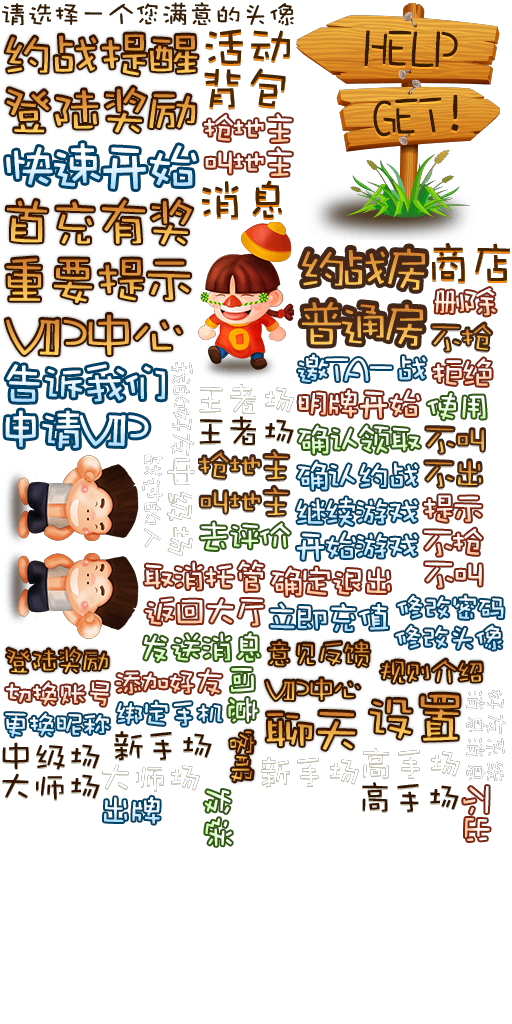 请选择一个您满意的头像
约战提醒
活动
背包
HELP
GET!
登陆奖励
抢地主
叫地主
快速开始
消息
首充有奖
重要提示
约战房
商店
删除
普通房
不抢
VIP中心
邀TA一战
拒绝
告诉我们
王者场
明牌开始
使用
申请VIP
王者场
确认领取
不叫
抢地主
确认约战
不出
叫地主
继续游戏
提示
去评价
开始游戏
不抢
中级场
取消托管
确定退出
不叫
返回大厅
立即充值
修改密码
修改头像
发送消息
意见反馈
登陆奖励
规则介绍
切换账号
添加好友
VIP中心
更换昵称
绑定手机
聊天
设置
新手场
中级场
大师场
大师场
新手场
高手场
高手场
出牌
不出